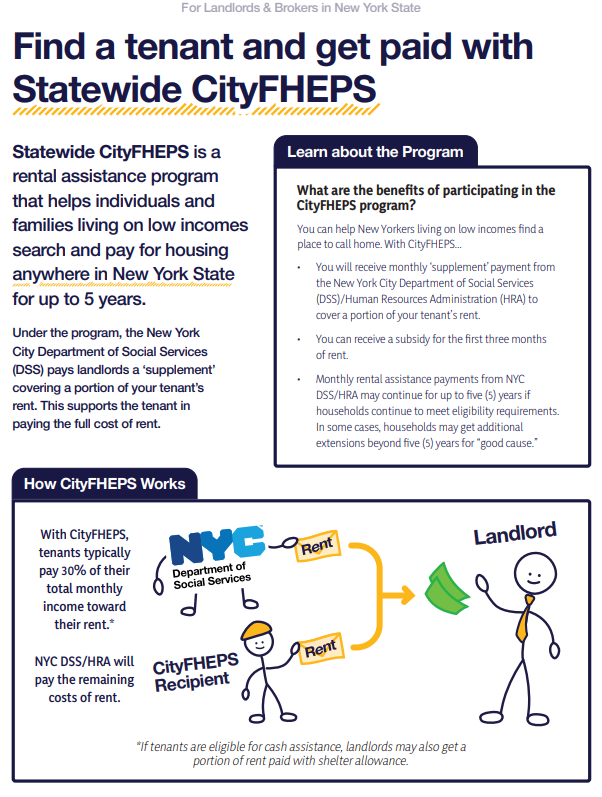 For Landlords & Brokers in New York State
Find a tenant and get paid with
Statewide CityFHEPS
Statewide CityFHEPS is a
rental assistance program
that helps individuals and
families living on low incomes
search and pay for housing
anywhere in New York State
for up to 5 years.
Under the program, the New York
City Department of Social Services
(DSS) pays landlords a ‘supplement’
covering a portion of your tenant’s
rent. This supports the tenant in
paying the full cost of rent.
Learn about the Program
What are the benefits of participating in the
CityFHEPS program?
You can help New Yorkers living on low incomes find a
place to call home. With CityFHEPS...
• You will receive monthly ‘supplement’ payment from
the New York City Department of Social Services
(DSS)/Human Resources Administration (HRA) to
cover a portion of your tenant’s rent.
• You can receive a subsidy for the first three months
of rent.
• Monthly rental assistance payments from NYC
DSS/HRA may continue for up to five (5) years if
households continue to meet eligibility requirements.
In some cases, households may get additional
extensions beyond five (5) years for “good cause.”
How CityFHEPS Works
With CityFHEPS,
tenants typically
pay 30% of their
total monthly
income toward
their rent.*
NYC DSS/HRA will
pay the remaining
costs of rent.
NYC
Department of
Social Services
Rent
CityFHEPS
Recipient
Rent
Landlord
*If tenants are eligible for cash assistance, landlords may also get a
portion of rent paid with shelter allowance.